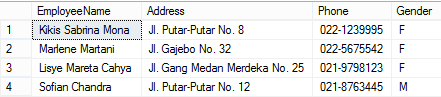 EmployeeName Address Phone Gender
1 Kikis Sabrina Mona Jl. Putar-Putar No. 8 022-1239995 F
2 Marlene Martani Jl. Gajebo No. 32 022-5675542 F
3 Lisye Mareta Cahya Jl. Gang Medan Merdeka No. 25 021-9798123 F
4 Sofian Chandra Jl. Putar-Putar No. 12 021-8763445 M